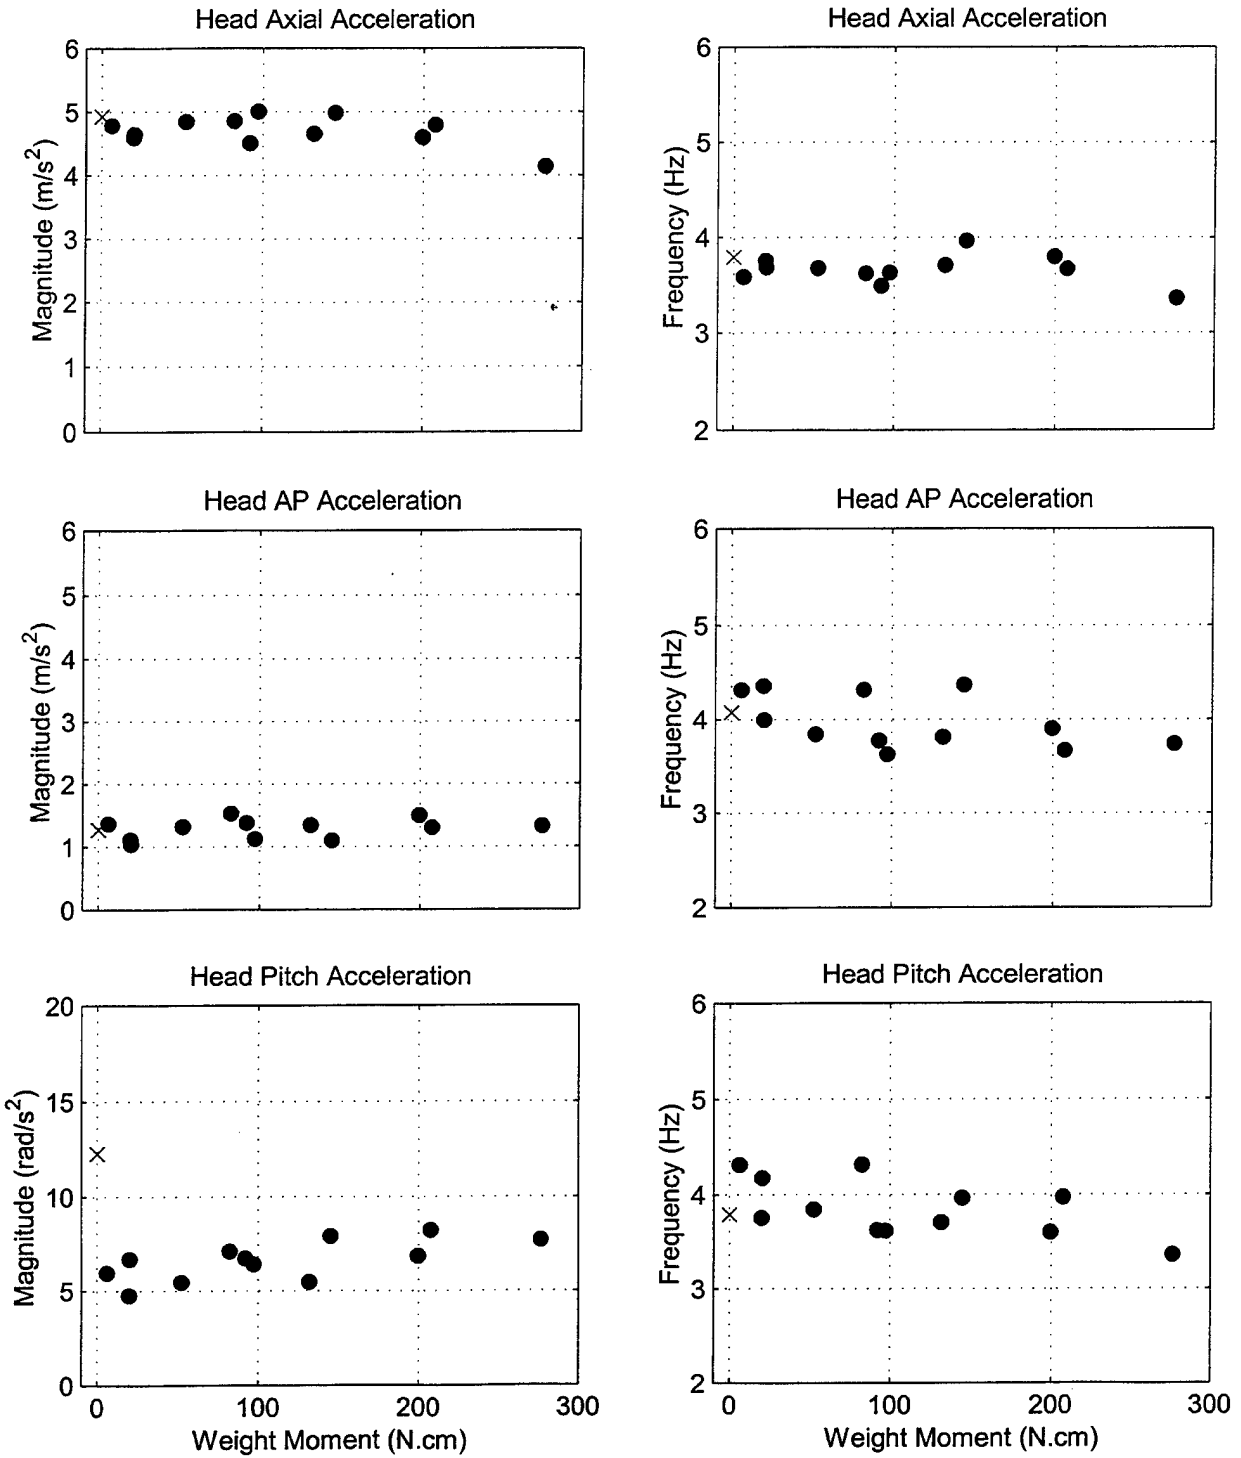 Head Axial Acceleration
6
5
4
3
2
1
0
Magnitude (m/s²)
Head Axial Acceleration
6
5
4
3
2
Frequency (Hz)
Head AP Acceleration
6
5
4
3
2
1
0
Magnitude (m/s²)
Head AP Acceleration
6
5
4
3
2
Frequency (Hz)
Head Pitch Acceleration
20
15
10
5
0
Magnitude (rad/s²)
0 100 200 300
Weight Moment (N.cm)
Head Pitch Acceleration
6
5
4
3
2
Frequency (Hz)
0 100 200 300
Weight Moment (N.cm)